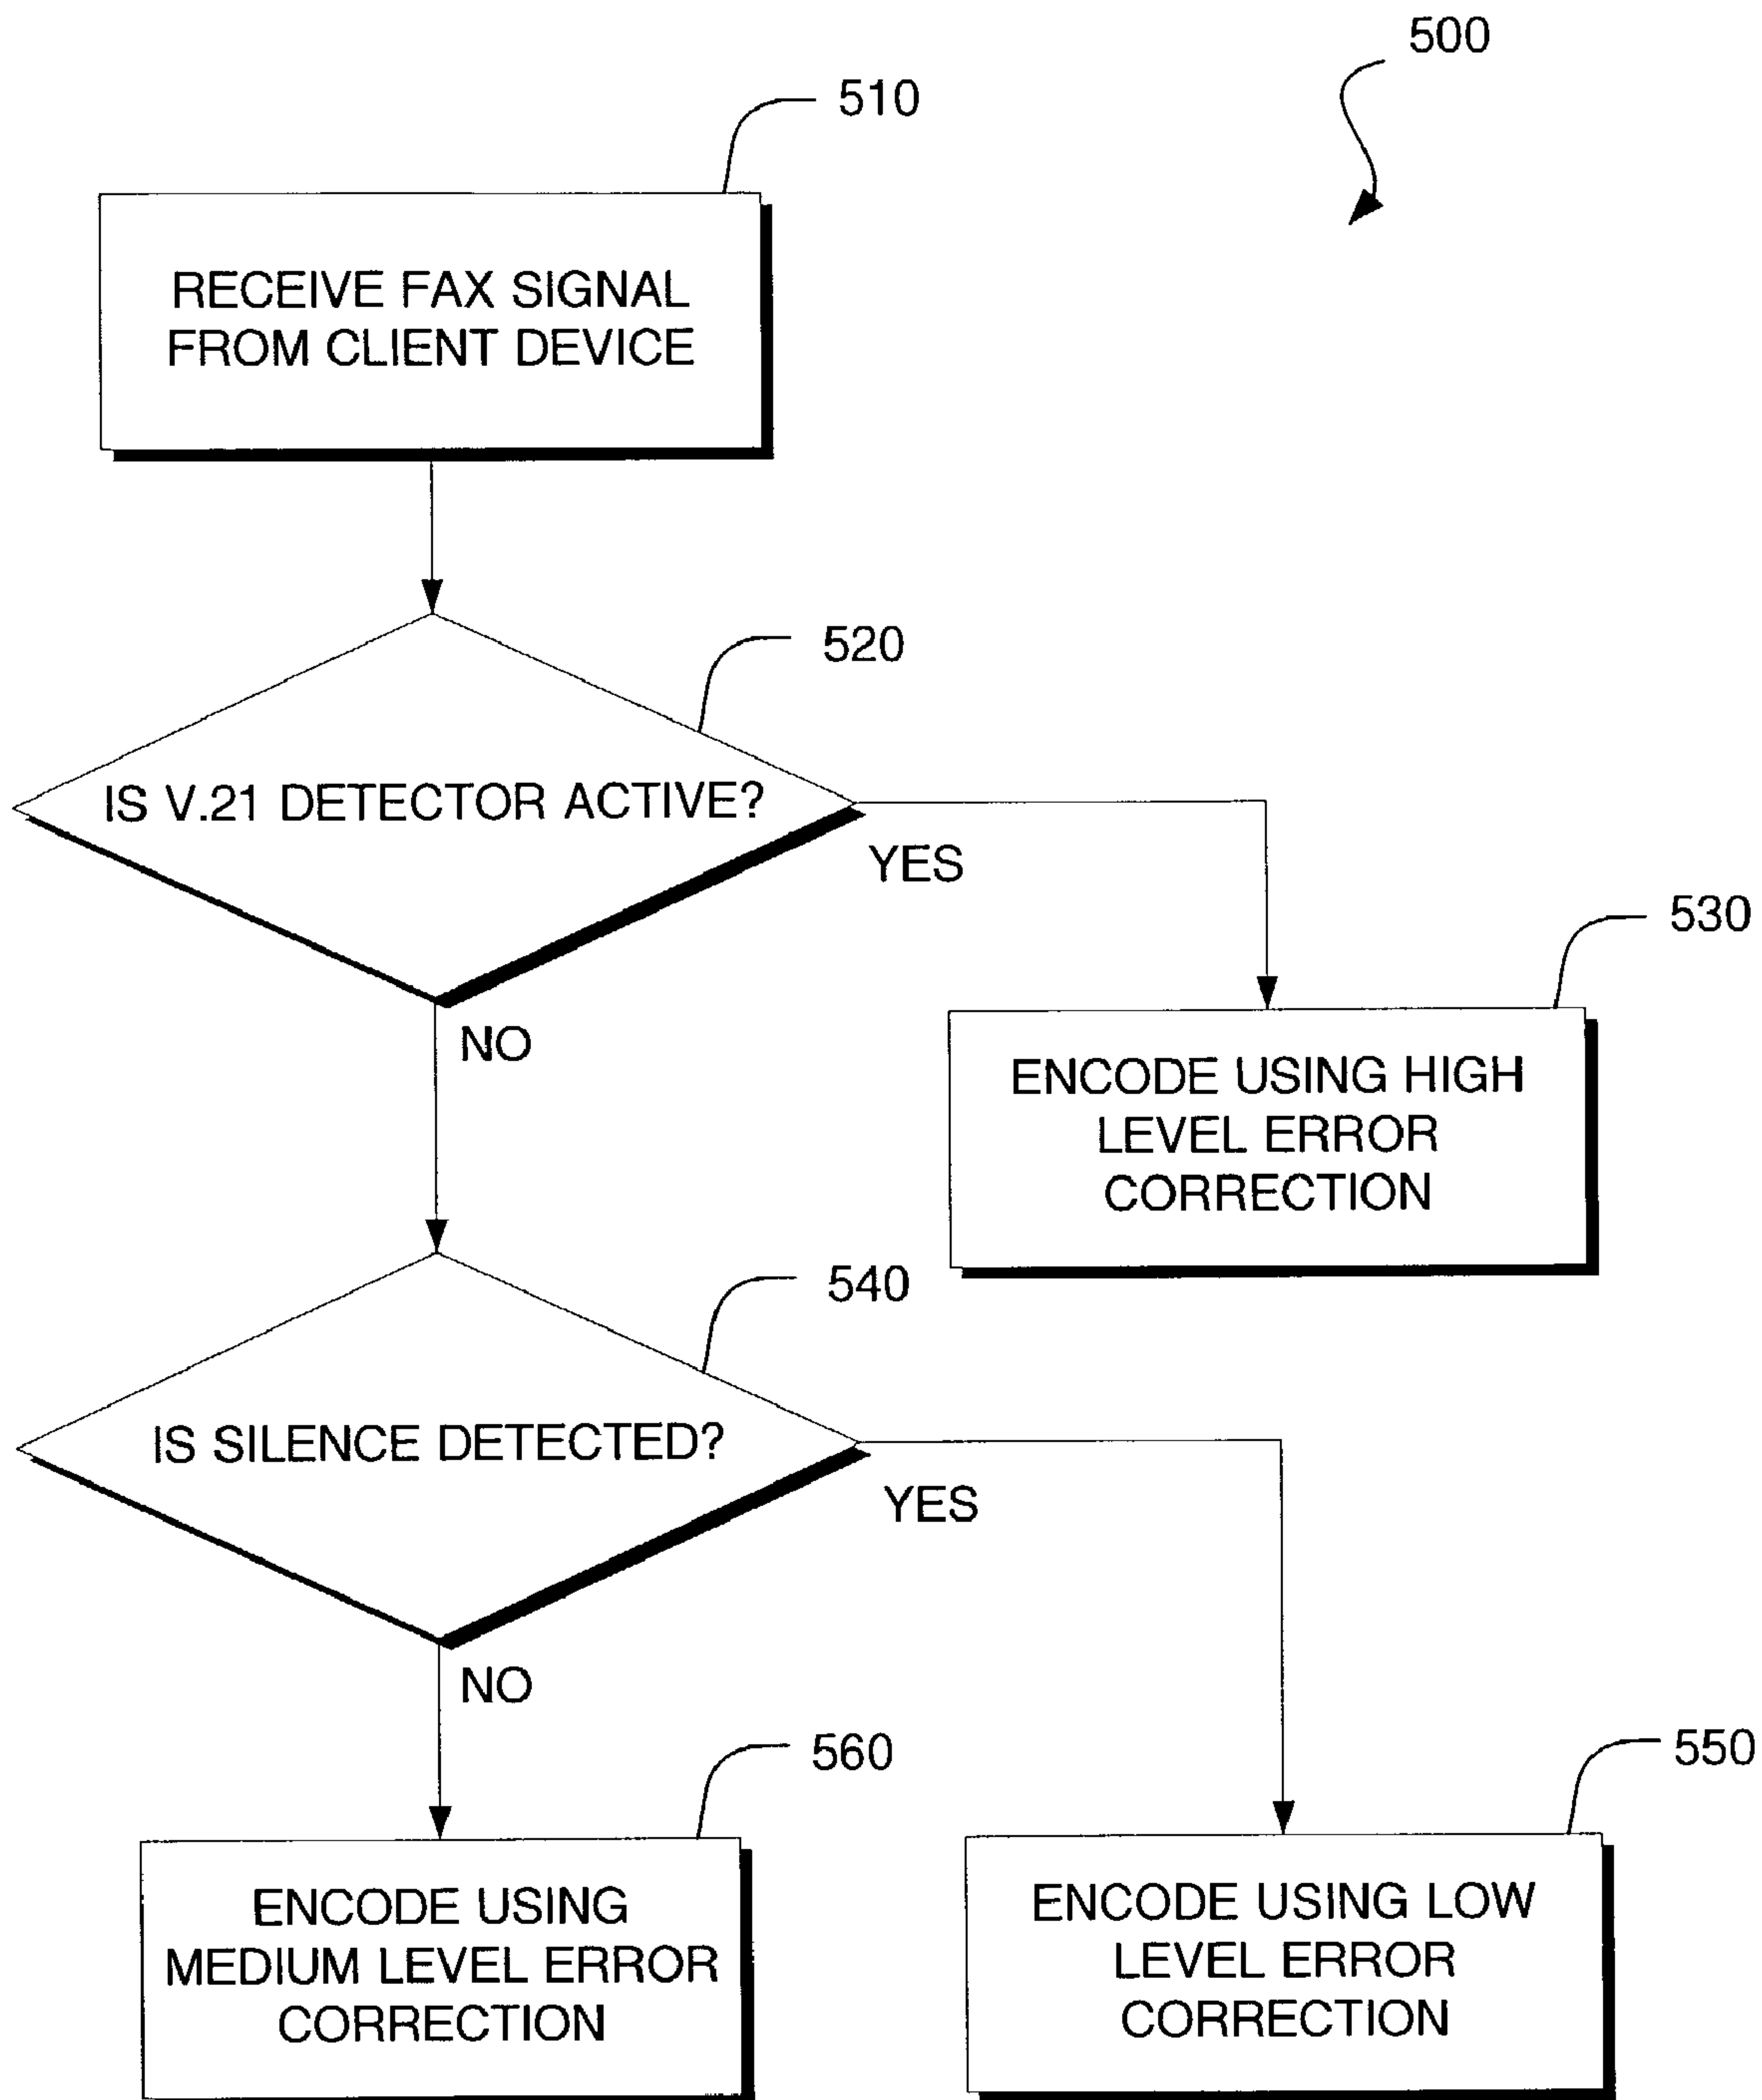 500
510
RECEIVE FAX SIGNAL
FROM CLIENT DEVICE
520
IS V.21 DETECTOR ACTIVE?
YES
530
NO
ENCODE USING HIGH
LEVEL ERROR
CORRECTION
540
IS SILENCE DETECTED?
YES
NO
560
550
ENCODE USING
MEDIUM LEVEL ERROR
CORRECTION
ENCODE USING LOW
LEVEL ERROR
CORRECTION